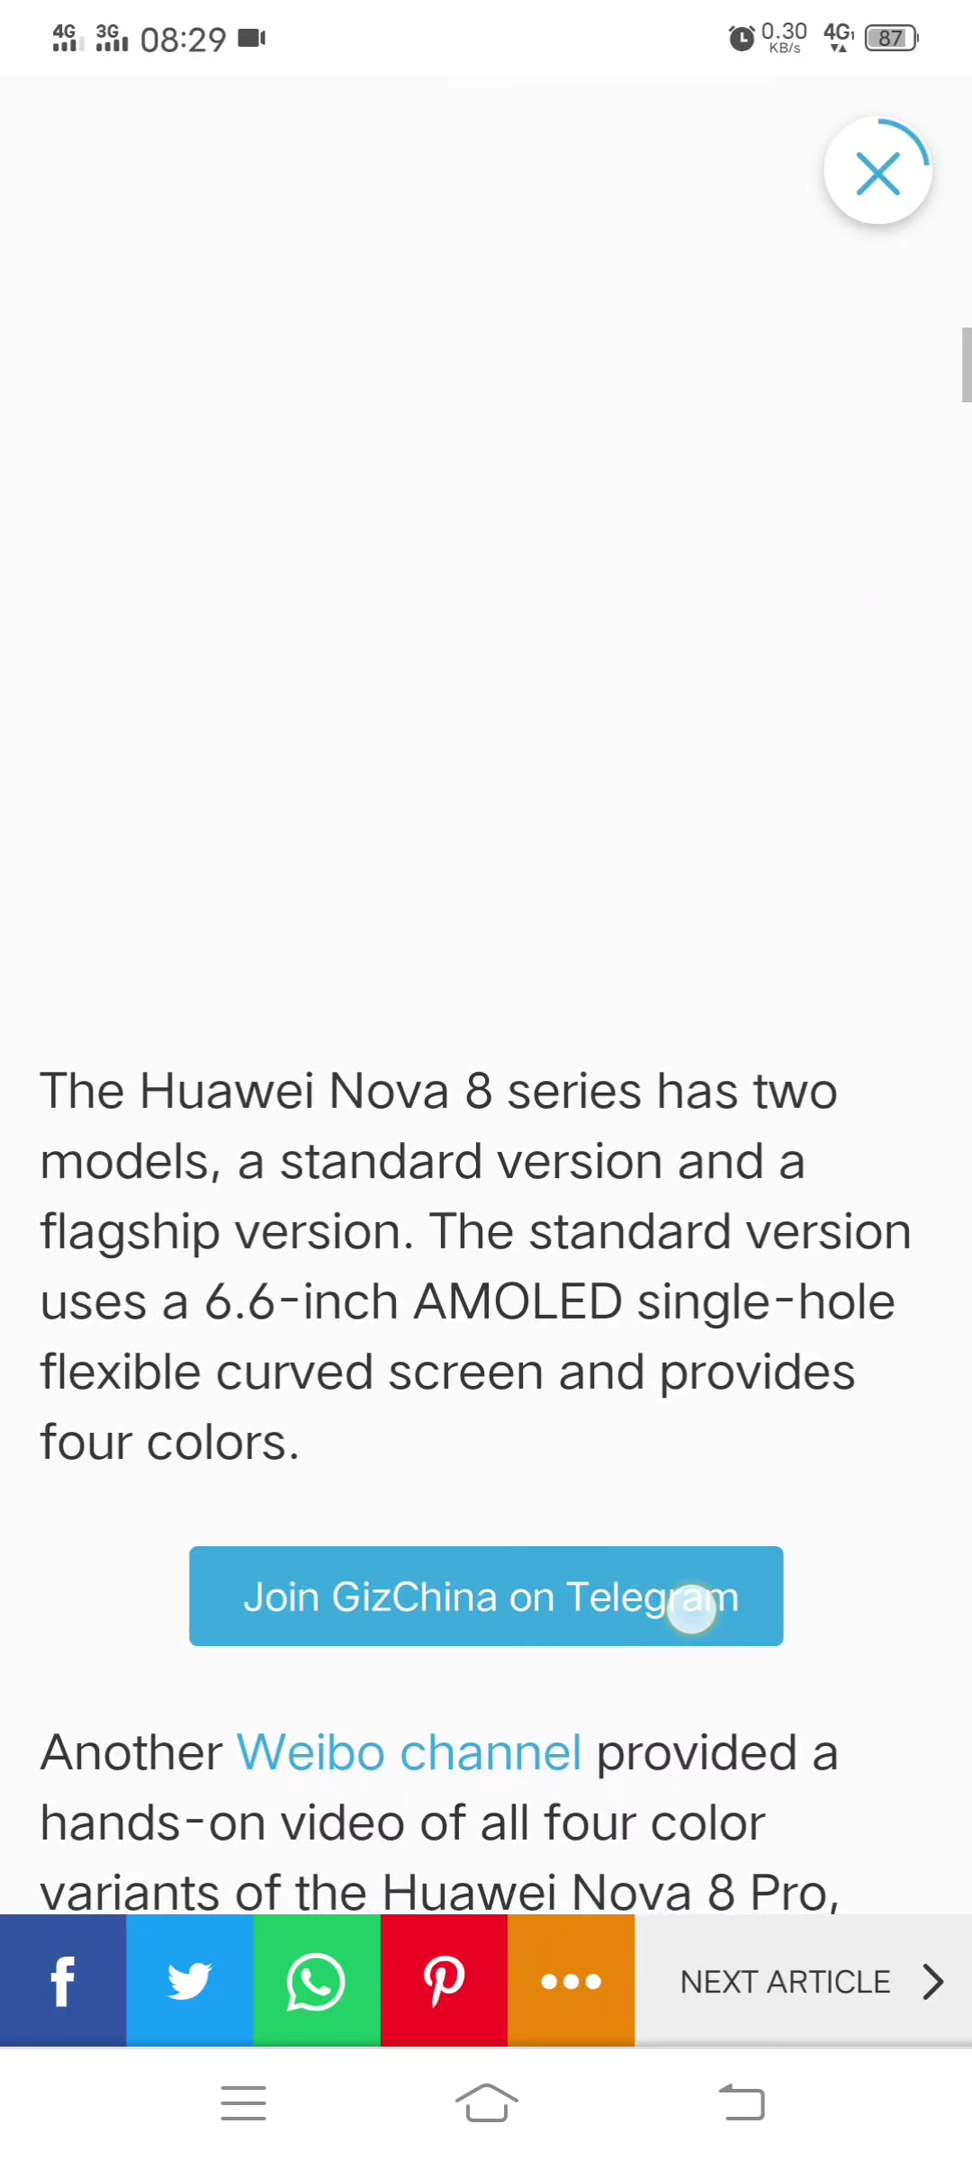 4G 3G 08:29 0.30 KB/s 4G1 87
The Huawei Nova 8 series has two
models, a standard version and a
flagship version. The standard version
uses a 6.6-inch AMOLED single-hole
flexible curved screen and provides
four colors.
Join GizChina on Telegram
Another Weibo channel provided a
hands-on video of all four color
variants of the Huawei Nova 8 Pro,
NEXT ARTICLE